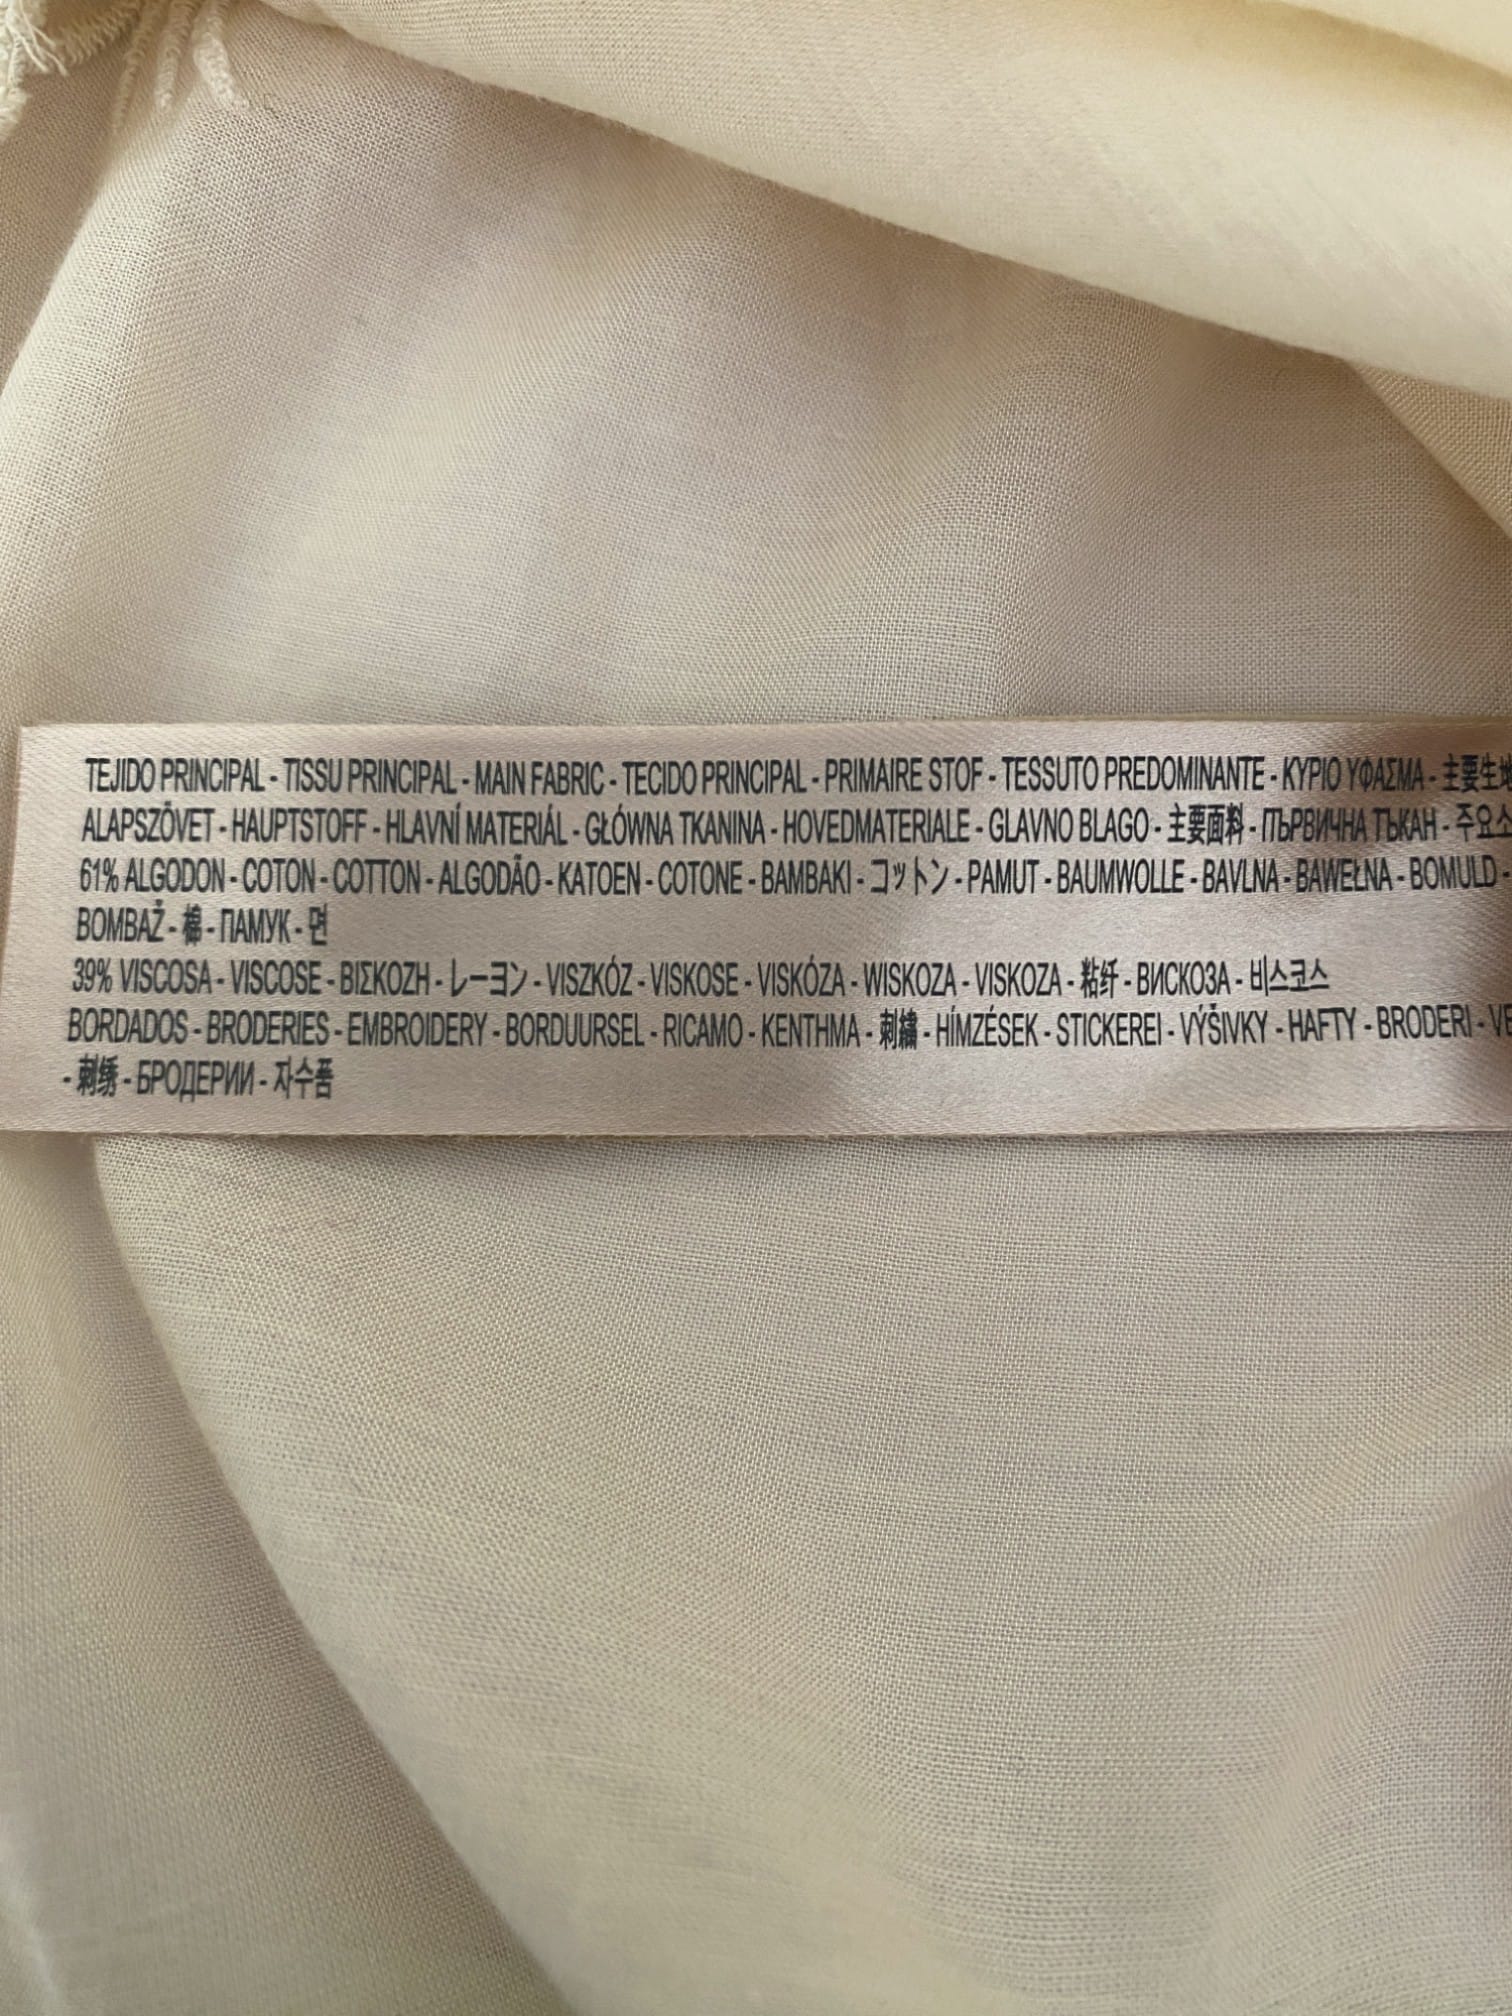 TEJIDO PRINCIPAL - TISSU PRINCIPAL - MAIN FABRIC - TECIDO PRINCIPAL - PRIMAIRE STOF - TESSUTO PREDOMINANTE - ΚΥΡΙΟ ΥΦΑΣΜΑ - 主要生地
ALAPSZÖVET - HAUPTSTOFF - HLAVNÍ MATERIÁL - GŁÓWNA TKANINA - HOVEDMATERIALE - GLAVNO BLAGO - 主要面料 - ПЪРВИЧНА ТЪКАН - 주요소
61% ALGODON - COTON - COTTON - ALGODÃO - KATOEN - COTONE - BAMBAKI - コットン - PAMUT - BAUMWOLLE - BAVLNA - BAWEŁNA - BOMULD -
BOMBAŽ - 棉 - ПАМУК - 면
39% VISCOSA - VISCOSE - ΒΙΣΚΟΖΗ - レーヨン - VISZKÓZ - VISKOSE - VISKÓZA - WISKOZA - VISKOZA - 粘纤 - ВИСКОЗА - 비스코스
BORDADOS - BRODERIES - EMBROIDERY - BORDUURSEL - RICAMO - ΚΕΝΤΗΜΑ - 刺繍 - HÍMZÉSEK - STICKEREI - VÝŠIVKY - HAFTY - BRODERI - VE
- 刺绣 - БРОДЕРИИ - 자수품